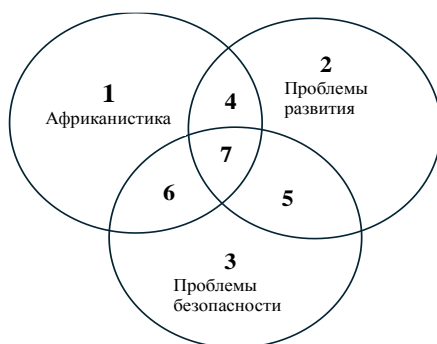 1
Африканистика
2
Проблемы
развития
4
7
6
5
3
Проблемы
безопасности